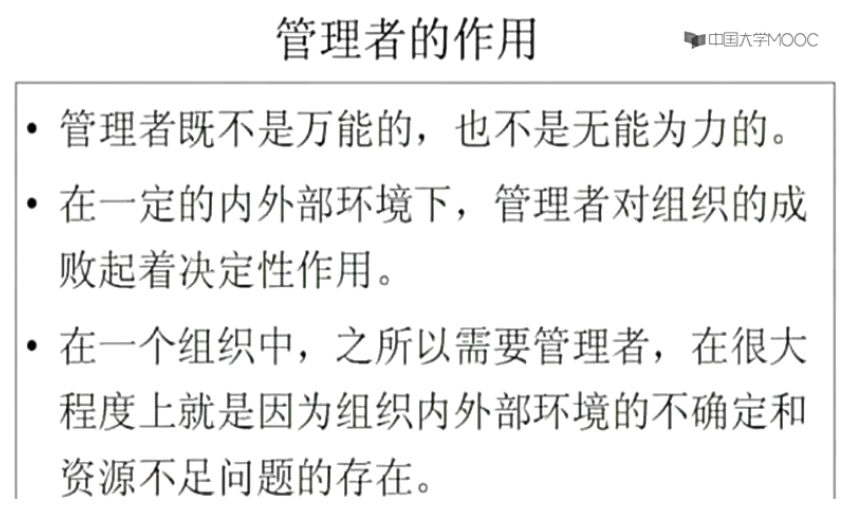 管理者的作用
中国大学MOOC
• 管理者既不是万能的，也不是无能为力的。
• 在一定的内外部环境下，管理者对组织的成
败起着决定性作用。
• 在一个组织中，之所以需要管理者，在很大
程度上就是因为组织内外部环境的不确定和
资源不足问题的存在。